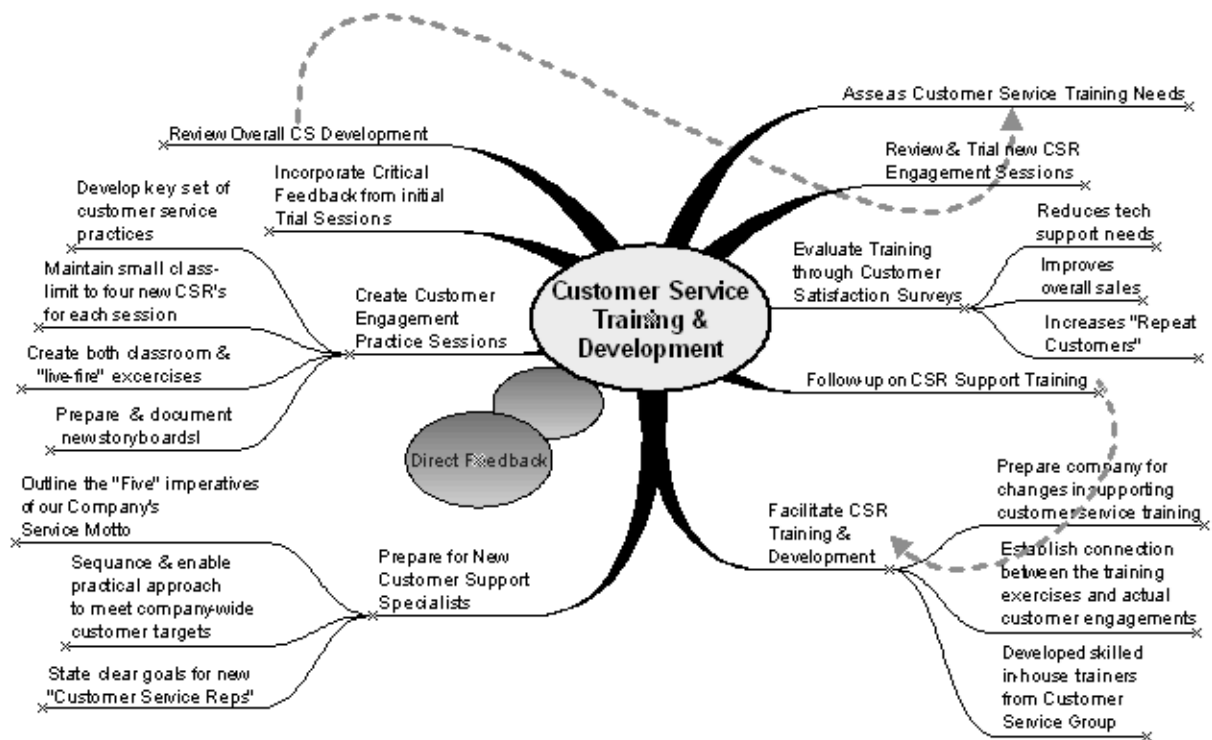 Asseas Customer Service Training Needs
Review Overall CS Development
Review & Trial new CSR
Engagement Sessions
Incorporate Critical
Feedback from initial
Trial Sessions
Develop key set of
customer service
practices
Reduces tech
support needs
Evaluate Training
through Customer
Satisfaction Surveys
Improves
overall sales
Increases "Repeat
Customers"
Maintain small class-
limit to four new CSR's
for each session
Create Customer
Engagement
Practice Sessions
Customer Service
Training &
Development
Create both classroom &
"live-fire" excercises
Follow-up on CSR Support Training
Prepare & document
new storyboards!
Direct Feedback
Outline the "Five" imperatives
of our Company's
Service Motto
Prepare company for
changes in supporting
customer service training
Facilitate CSR
Training &
Development
Prepare for New
Customer Support
Specialists
Sequance & enable
practical approach
to meet company-wide
customer targets
Establish connection
between the training
exercises and actual
customer engagements
State clear goals for new
"Customer Service Reps"
Developed skilled
in-house trainers
from Customer
Service Group